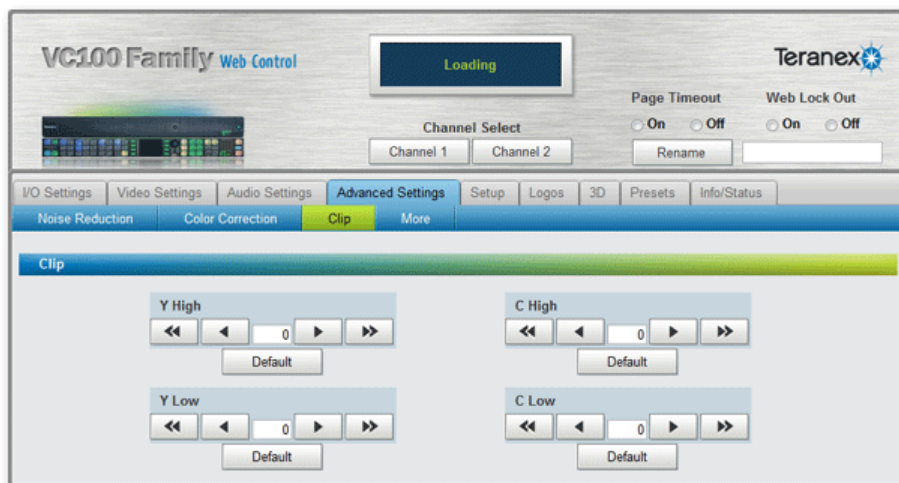 VC100 Family Web Control
Loading
Teranex
Page Timeout
Web Lock Out
On Off
On Off
Channel Select
Channel 1 Channel 2
Rename
I/O Settings Video Settings Audio Settings Advanced Settings Setup Logos 3D Presets Info/Status
Noise Reduction Color Correction Clip More
Clip
Y High
0
Default
C High
0
Default
Y Low
0
Default
C Low
0
Default